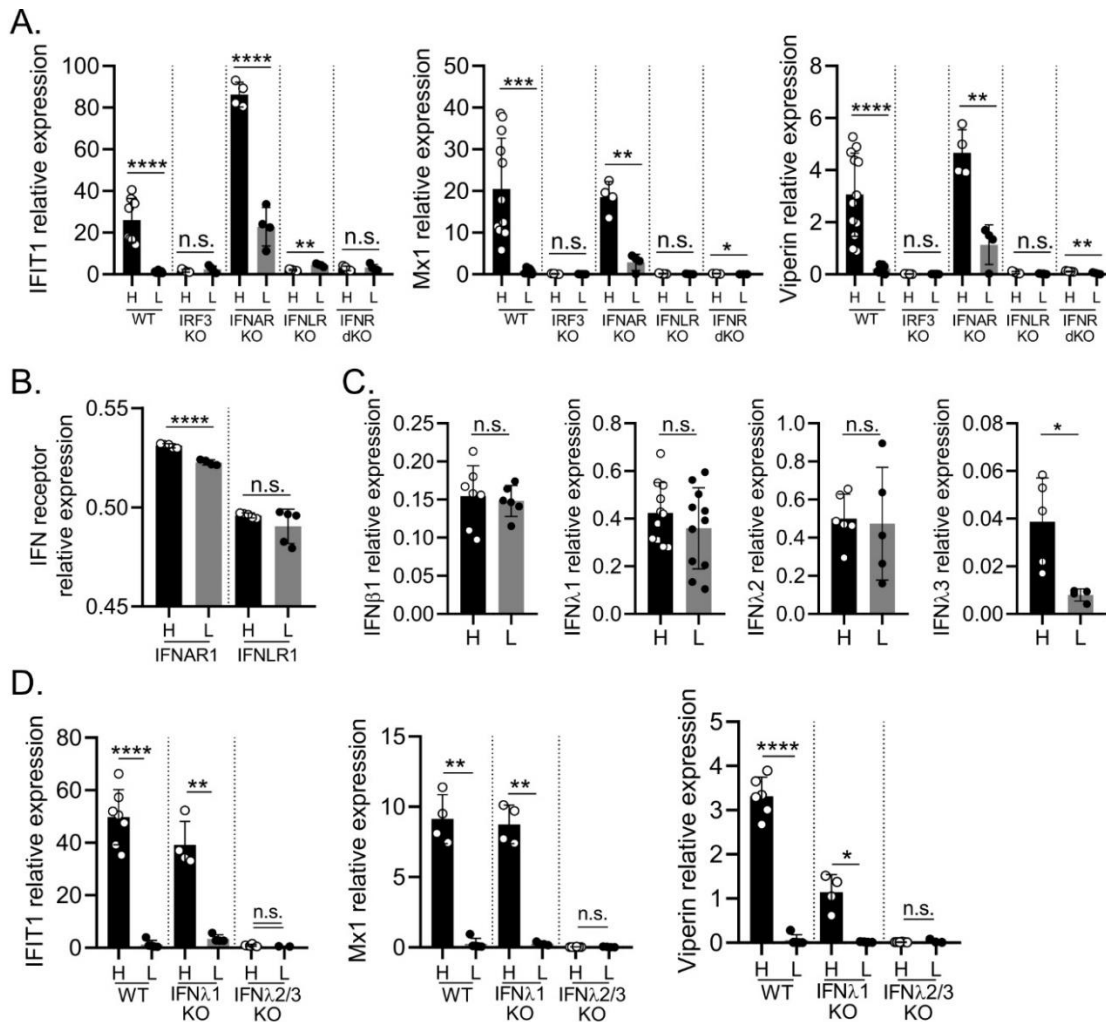 A.
IFIT1 relative expression
100
80
60
40
20
0
****
n.s.
****
**
n.s.
H L H L H L H L H L
WT IRF3 KO IFNAR KO IFNLR KO IFNR dKO
Mx1 relative expression
50
40
30
20
10
0
***
n.s.
**
n.s.
*
H L H L H L H L H L
WT IRF3 KO IFNAR KO IFNLR KO IFNR dKO
Viperin relative expression
8
6
4
2
0
****
n.s.
**
n.s.
**
H L H L H L H L H L
WT IRF3 KO IFNAR KO IFNLR KO IFNR dKO
B.
IFN receptor
relative expression
0.55
0.50
0.45
****
n.s.
H L H L
IFNAR1 IFNLR1
C.
IFNβ1 relative expression
0.25
0.20
0.15
0.10
0.05
0.00
n.s.
H L
IFNλ1 relative expression
0.8
0.6
0.4
0.2
0.0
n.s.
H L
IFNλ2 relative expression
1.0
0.8
0.6
0.4
0.2
0.0
n.s.
H L
IFNλ3 relative expression
0.08
0.06
0.04
0.02
0.00
*
H L
D.
IFIT1 relative expression
80
60
40
20
0
****
**
n.s.
H L H L H L
WT IFNλ1 KO IFNλ2/3 KO
Mx1 relative expression
15
10
5
0
**
**
n.s.
H L H L H L
WT IFNλ1 KO IFNλ2/3 KO
Viperin relative expression
5
4
3
2
1
0
****
*
n.s.
H L H L H L
WT IFNλ1 KO IFNλ2/3 KO